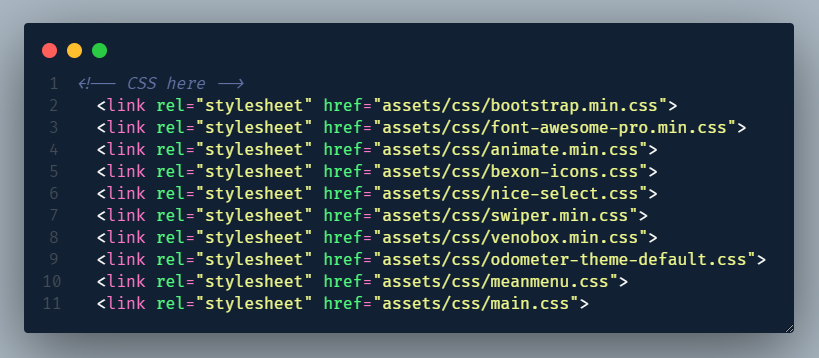 1 <!-- CSS here -->
2 <link rel="stylesheet" href="assets/css/bootstrap.min.css">
3 <link rel="stylesheet" href="assets/css/font-awesome-pro.min.css">
4 <link rel="stylesheet" href="assets/css/animate.min.css">
5 <link rel="stylesheet" href="assets/css/bexon-icons.css">
6 <link rel="stylesheet" href="assets/css/nice-select.css">
7 <link rel="stylesheet" href="assets/css/swiper.min.css">
8 <link rel="stylesheet" href="assets/css/venobox.min.css">
9 <link rel="stylesheet" href="assets/css/odometer-theme-default.css">
10 <link rel="stylesheet" href="assets/css/meanmenu.css">
11 <link rel="stylesheet" href="assets/css/main.css">